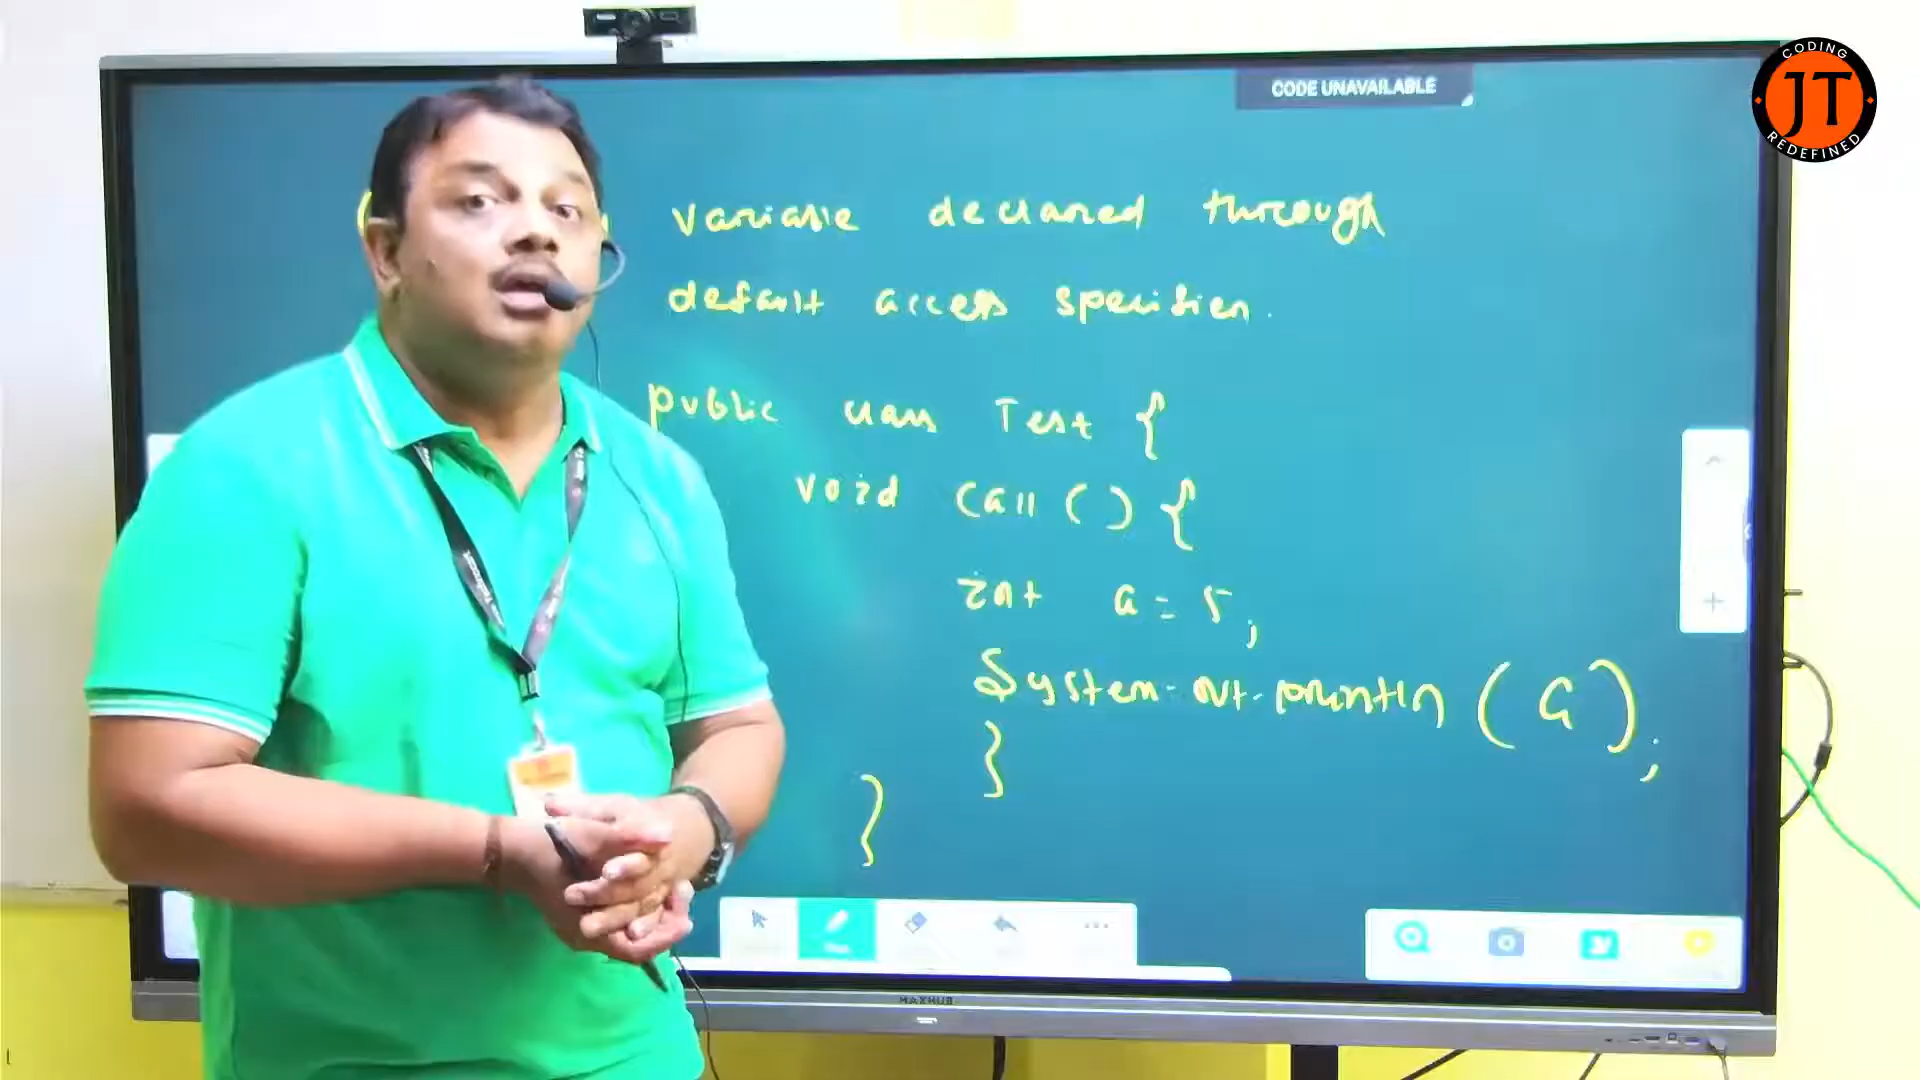 CODING
JT
REDEFINED
CODE UNAVAILABLE
variable declared through
default access specifier.
public class Test {
void call () {
int a = 5;
System.out.println (a);
}
}
MAXHUB